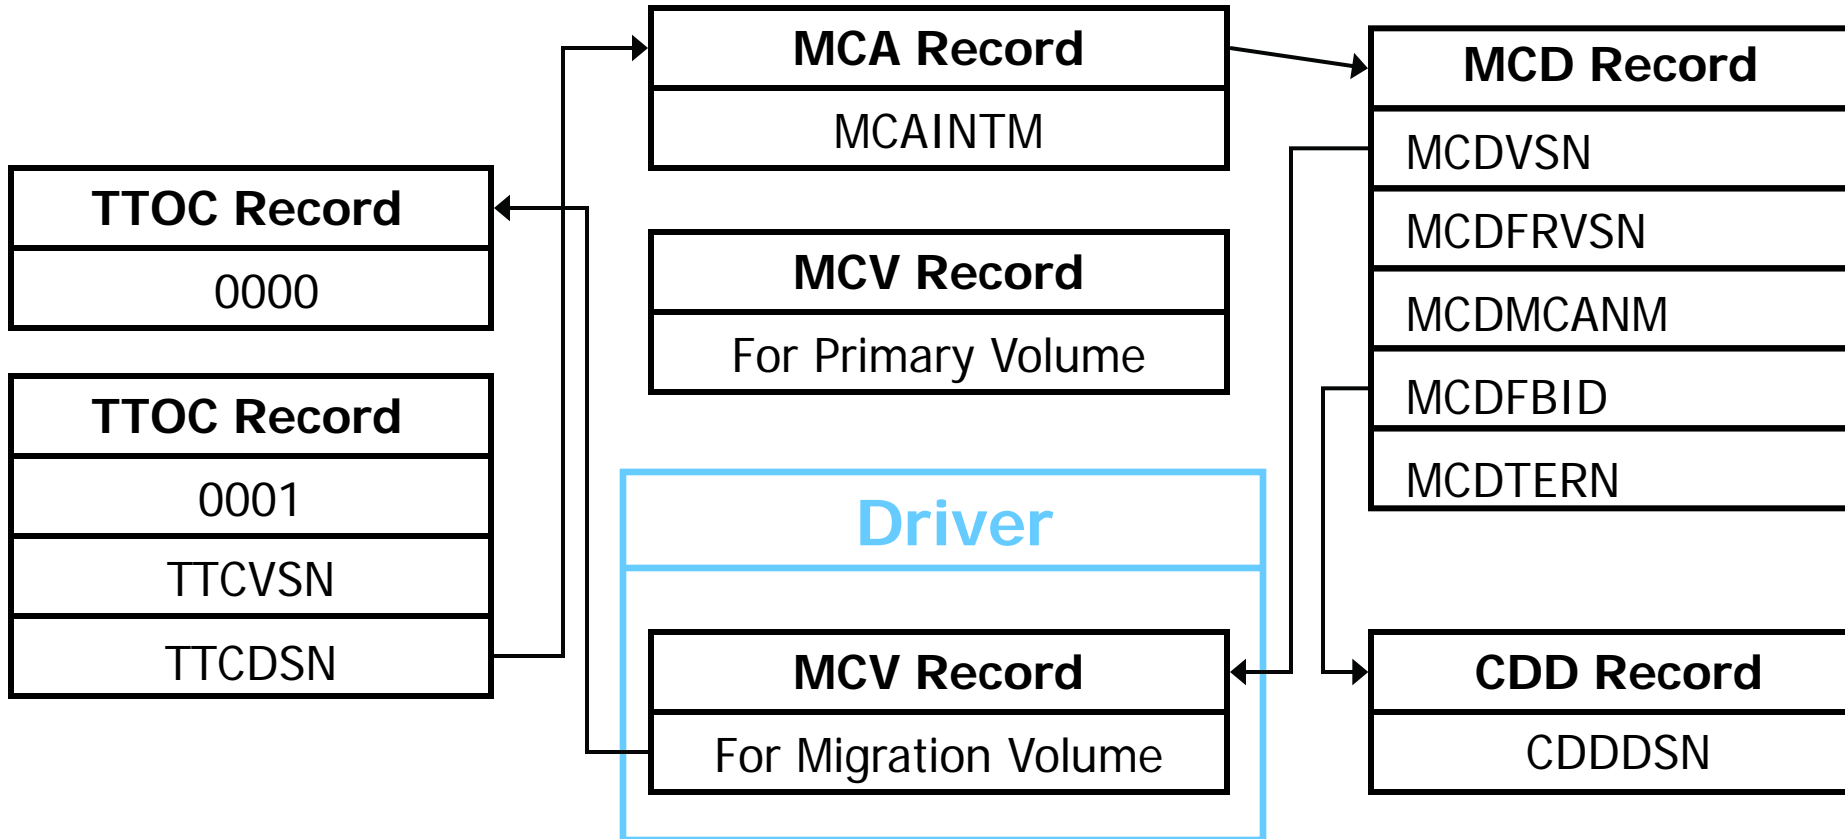 TTOC Record
0000
TTOC Record
0001
TTCVSN
TTCDSN
MCA Record
MCAINTM
MCV Record
For Primary Volume
Driver
MCV Record
For Migration Volume
MCD Record
MCDVSN
MCDFRVSN
MCDMCANM
MCDFBID
MCDTERN
CDD Record
CDDDSN